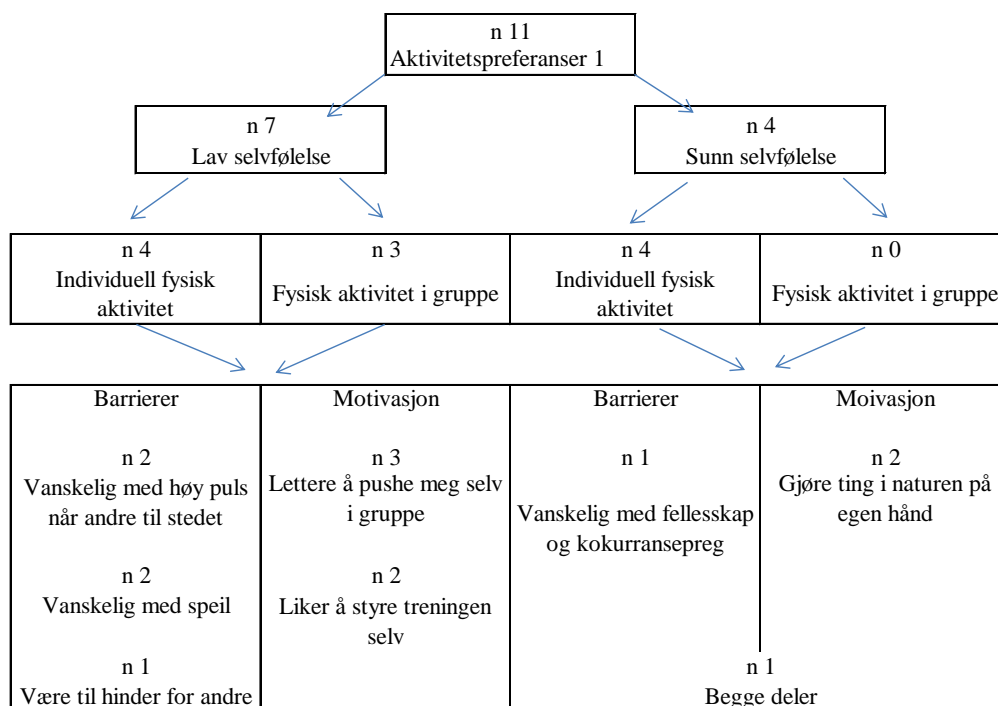 n 11
Aktivitetspreferanser 1
n 7
Lav selvfølelse
n 4
Sunn selvfølelse
n 4
Individuell fysisk
aktivitet
n 3
Fysisk aktivitet i gruppe
n 4
Individuell fysisk
aktivitet
n 0
Fysisk aktivitet i gruppe
Barrierer
n 2
Vanskelig med høy puls
når andre til stedet
n 2
Vanskelig med speil
n 1
Være til hinder for andre
Motivasjon
n 3
Lettere å pushe meg selv
i gruppe
n 2
Liker å styre treningen
selv
Barrierer
n 1
Vanskelig med fellesskap
og kokurransepreg
Moivasjon
n 2
Gjøre ting i naturen på
egen hånd
n 1
Begge deler